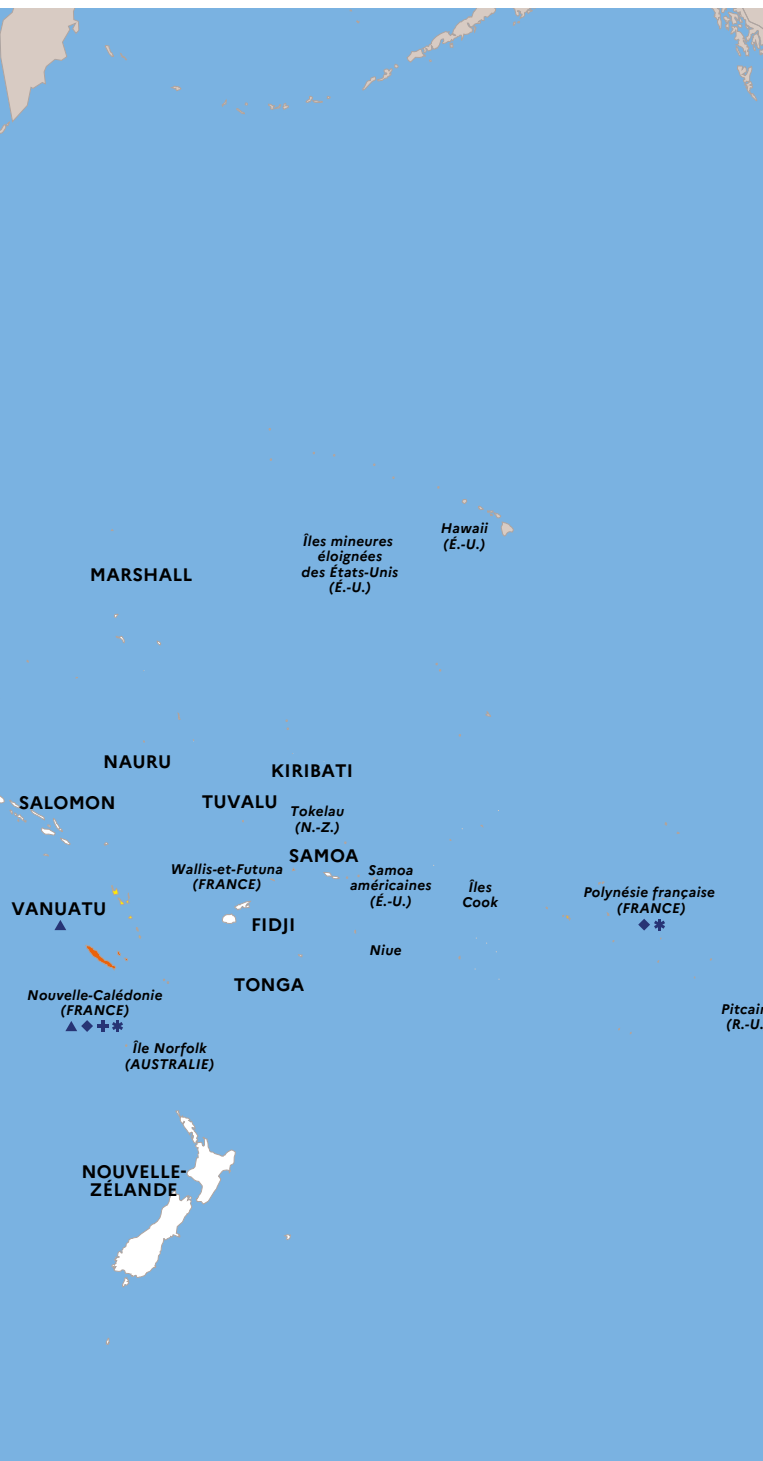 Hawaii
(É.-U.)
Îles mineures
éloignées
des États-Unis
(É.-U.)
MARSHALL
NAURU
KIRIBATI
SALOMON
TUVALU
Tokelau
(N.-Z.)
SAMOA
Wallis-et-Futuna
(FRANCE)
Samoa
américaines
(É.-U.)
Îles
Cook
Polynésie française
(FRANCE)
VANUATU
FIDJI
Niue
TONGA
Nouvelle-Calédonie
(FRANCE)
Pitcair
(R.-U.
Île Norfolk
(AUSTRALIE)
NOUVELLE-
ZÉLANDE